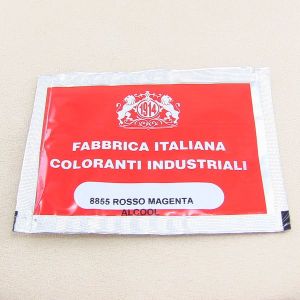 1914
FABBRICA ITALIANA
COLORANTI INDUSTRIALI
8855 ROSSO MAGENTA
ALCOOL